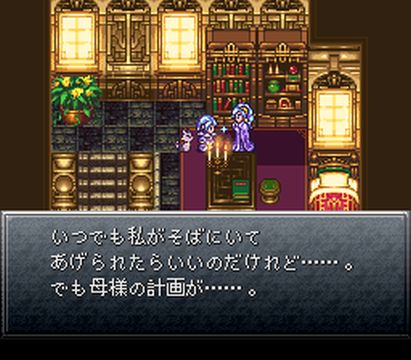 いつでも私がそばにいて
あげられたらいいのだけれど……。
でも母様の計画が……。